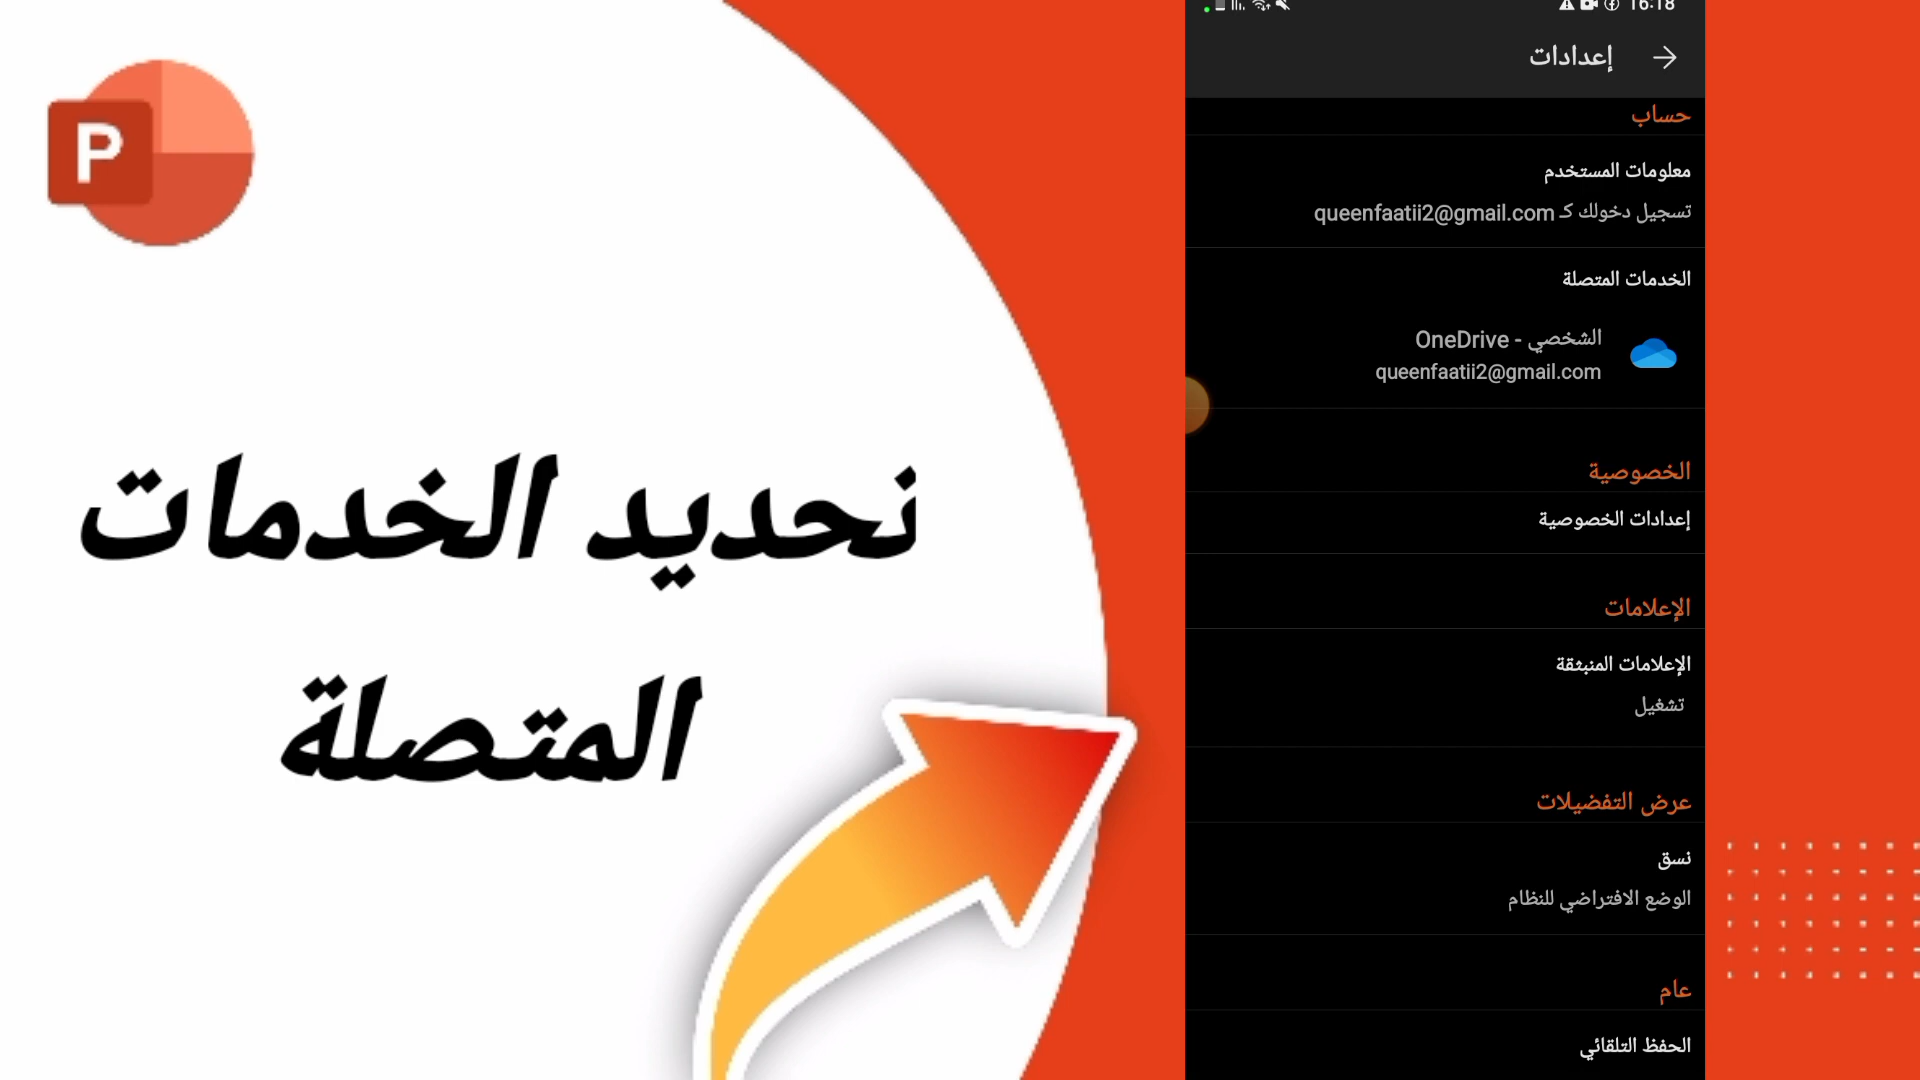 P
نحديد الخدمات
المتصلة
16:18
إعدادات
حساب
معلومات المستخدم
تسجيل دخولك كـ queenfaatii2@gmail.com
الخدمات المتصلة
الشخصي - OneDrive
queenfaatii2@gmail.com
الخصوصية
إعدادات الخصوصية
الإعلامات
الإعلامات المنبثقة
تشغيل
عرض التفضيلات
نسق
الوضع الافتراضي للنظام
عام
الحفظ التلقائي